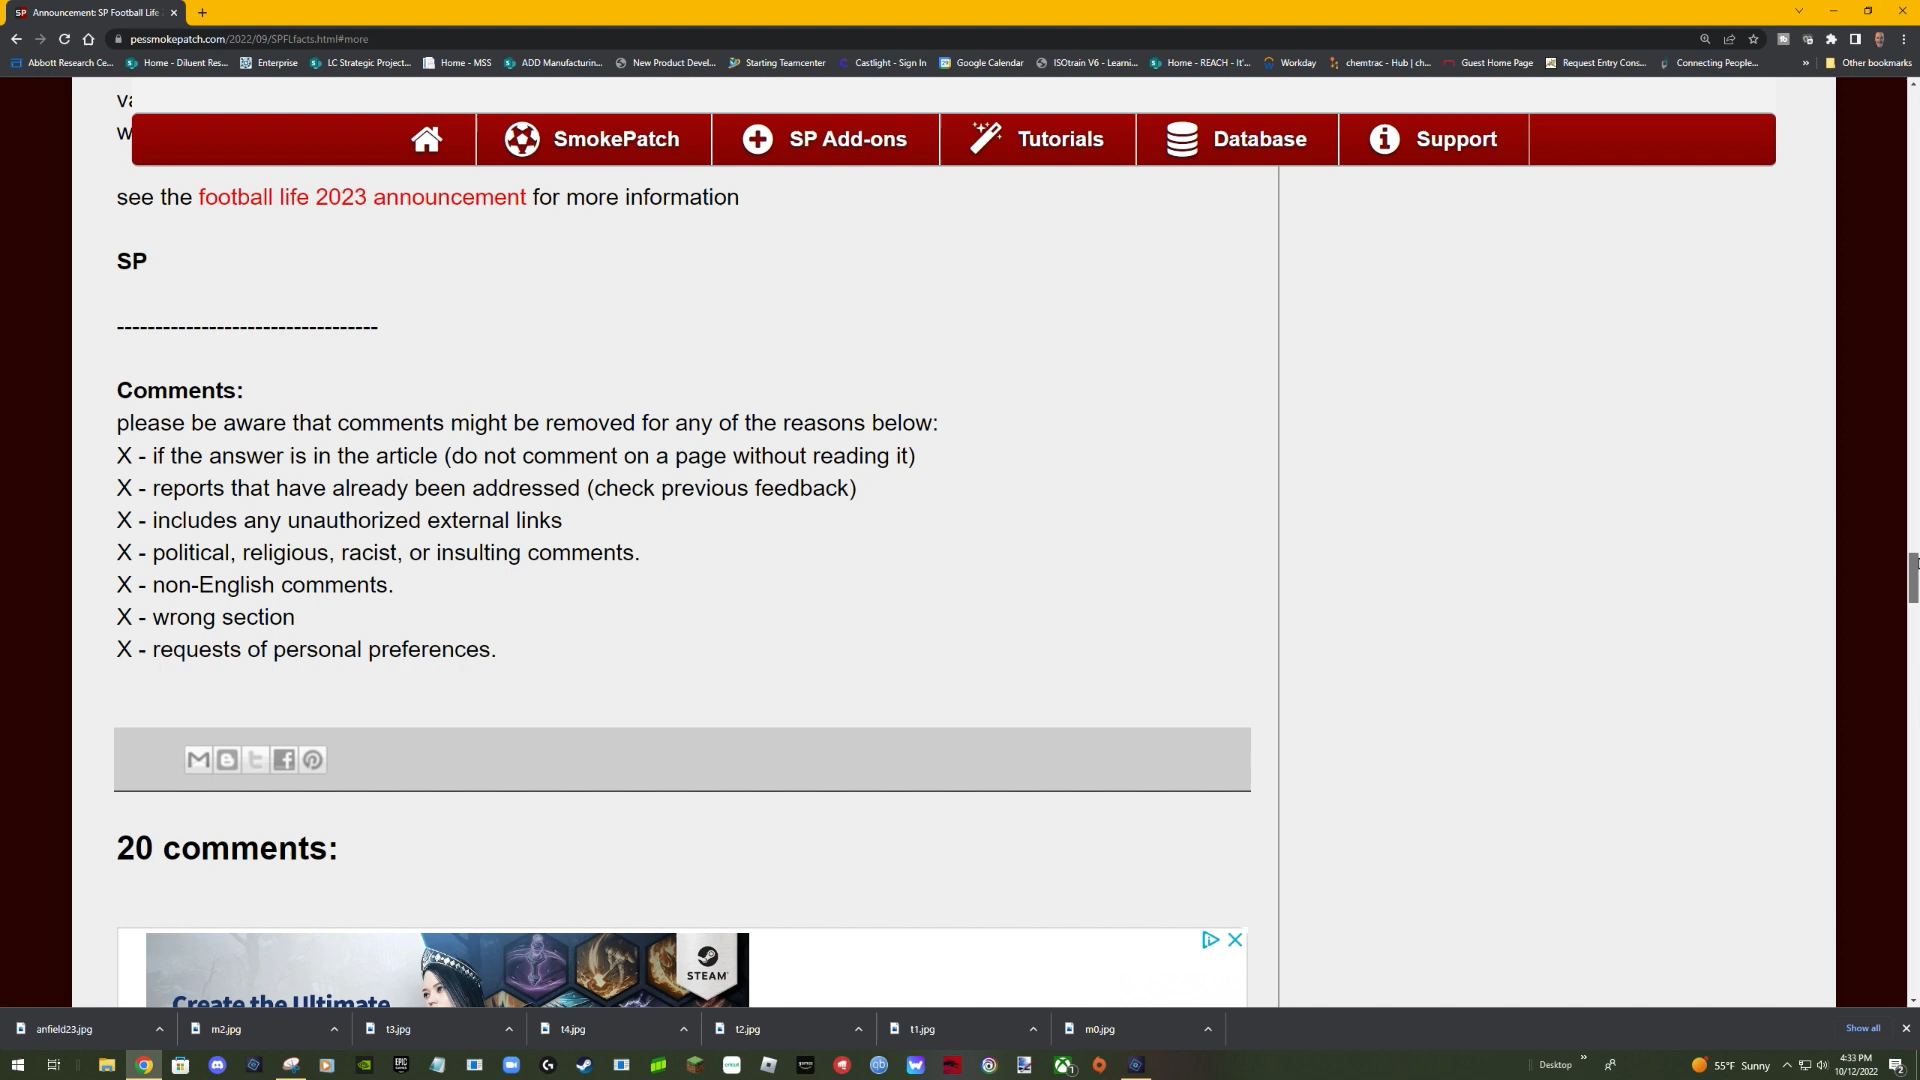 SP Announcement: SP Football Life
pessmokepatch.com/2022/09/SPFLfacts.html#more
Abbott Research Ce... Home - Diluent Res... Enterprise LC Strategic Project... Home - MSS ADD Manufacturin... New Product Devel... Starting Teamcenter Castlight - Sign In Google Calendar ISOtrain V6 - Learni... Home - REACH - It'... Workday chemtrac - Hub | ch... Guest Home Page Request Entry Cons... Connecting People... » Other bookmarks
SmokePatch SP Add-ons Tutorials Database Support
see the football life 2023 announcement for more information
SP
----------------------------------
Comments:
please be aware that comments might be removed for any of the reasons below:
X - if the answer is in the article (do not comment on a page without reading it)
X - reports that have already been addressed (check previous feedback)
X - includes any unauthorized external links
X - political, religious, racist, or insulting comments.
X - non-English comments.
X - wrong section
X - requests of personal preferences.
20 comments:
STEAM
Create the Ultimate
anfield23.jpg m2.jpg t3.jpg t4.jpg t2.jpg t1.jpg m0.jpg Show all
Desktop 55°F Sunny 4:33 PM
10/12/2022